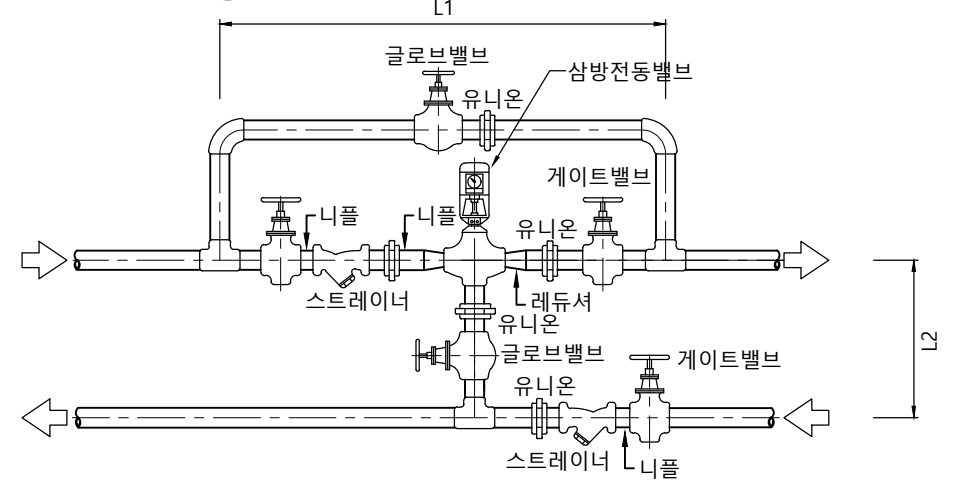 L1
글로브밸브
삼방전동밸브
유니온
게이트밸브
니플
니플
유니온
스트레이너
레듀셔
유니온
L2
글로브밸브
게이트밸브
유니온
스트레이너
니플